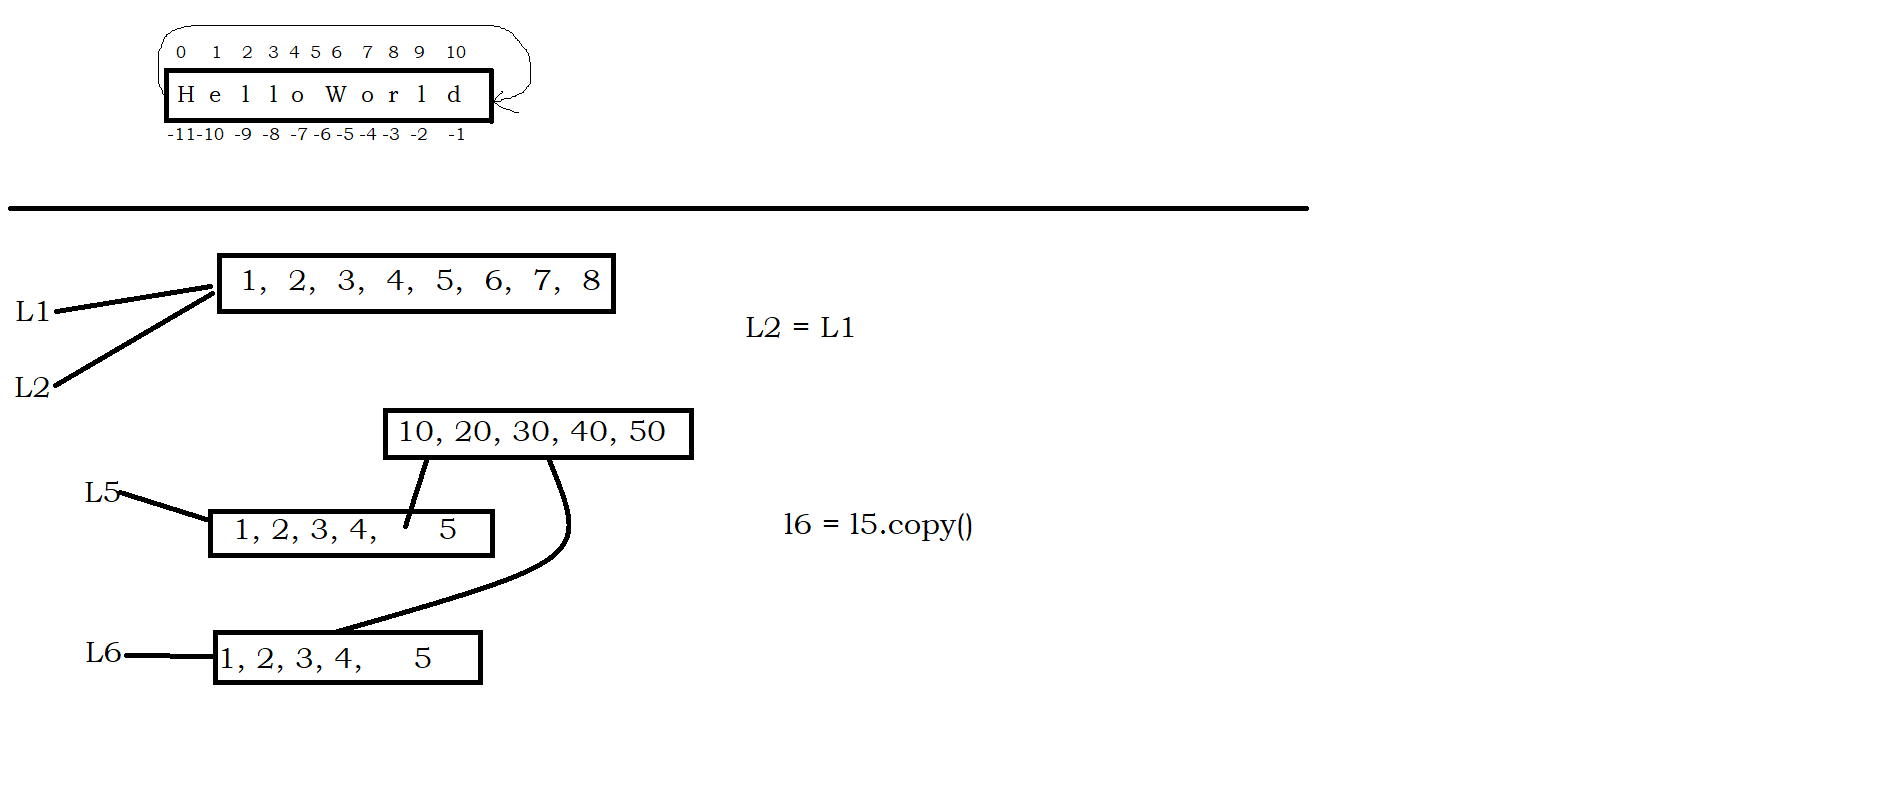 0 1 2 3 4 5 6 7 8 9 10
H e l l o W o r l d
-11-10 -9 -8 -7 -6 -5 -4 -3 -2 -1
1, 2, 3, 4, 5, 6, 7, 8
L1
L2 = L1
L2
10, 20, 30, 40, 50
L5
1, 2, 3, 4, 5
l6 = l5.copy()
L6
1, 2, 3, 4, 5